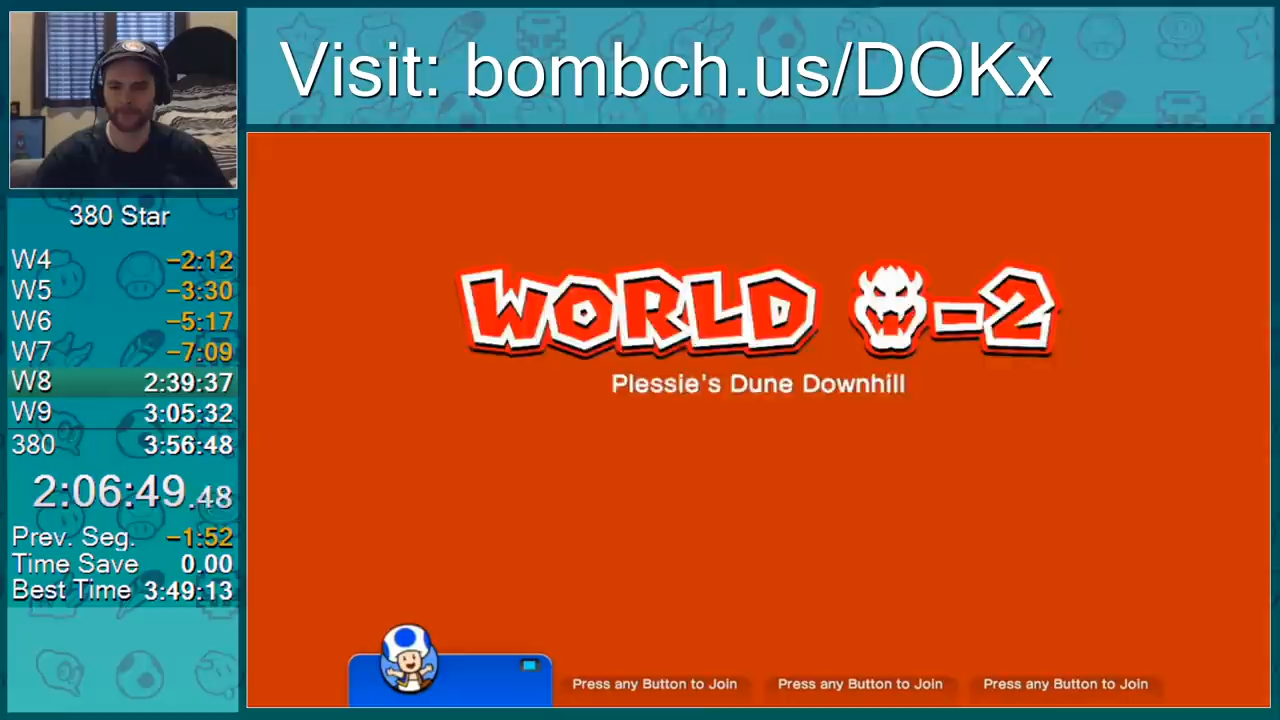 Visit: bombch.us/DOKx
380 Star
W4 -2:12
W5 -3:30
W6 -5:17
W7 -7:09
W8 2:39:37
W9 3:05:32
380 3:56:48
2:06:49.48
Prev. Seg. -1:52
Time Save 0.00
Best Time 3:49:13
WORLD -2
Plessie's Dune Downhill
Press any Button to Join
Press any Button to Join
Press any Button to Join